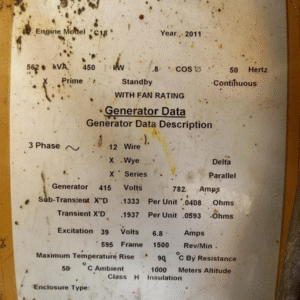 Engine Model C15 Year 2011
562 kVA 450 kW .8 COS 50 Hertz
X Prime Standby Continuous
WITH FAN RATING
Generator Data
Generator Data Description
3 Phase ~ 12 Wire
X Wye Delta
X Series Parallel
Generator 415 Volts 782 Amps
Sub-Transient X"D .1333 Per Unit .0408 Ohms
Transient X'D .1937 Per Unit .0593 Ohms
Excitation 39 Volts 6.8 Amps
595 Frame 1500 Rev/Min
Maximum Temperature Rise 90 °C By Resistance
50 °C Ambient 1000 Meters Altitude
Class H Insulation
Enclosure Type: